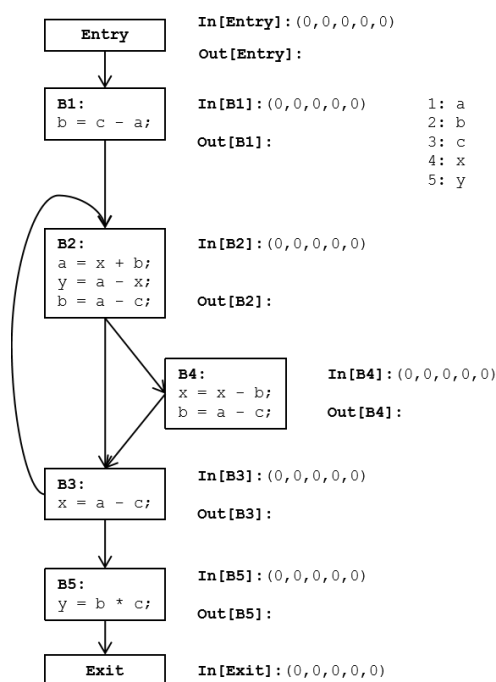 Entry
In[Entry]:(0,0,0,0,0)
Out[Entry]:
B1:
b = c - a;
In[B1]:(0,0,0,0,0)
Out[B1]:
1: a
2: b
3: c
4: x
5: y
B2:
a = x + b;
y = a - x;
b = a - c;
In[B2]:(0,0,0,0,0)
Out[B2]:
B4:
x = x - b;
b = a - c;
In[B4]:(0,0,0,0,0)
Out[B4]:
B3:
x = a - c;
In[B3]:(0,0,0,0,0)
Out[B3]:
B5:
y = b * c;
In[B5]:(0,0,0,0,0)
Out[B5]:
Exit
In[Exit]:(0,0,0,0,0)